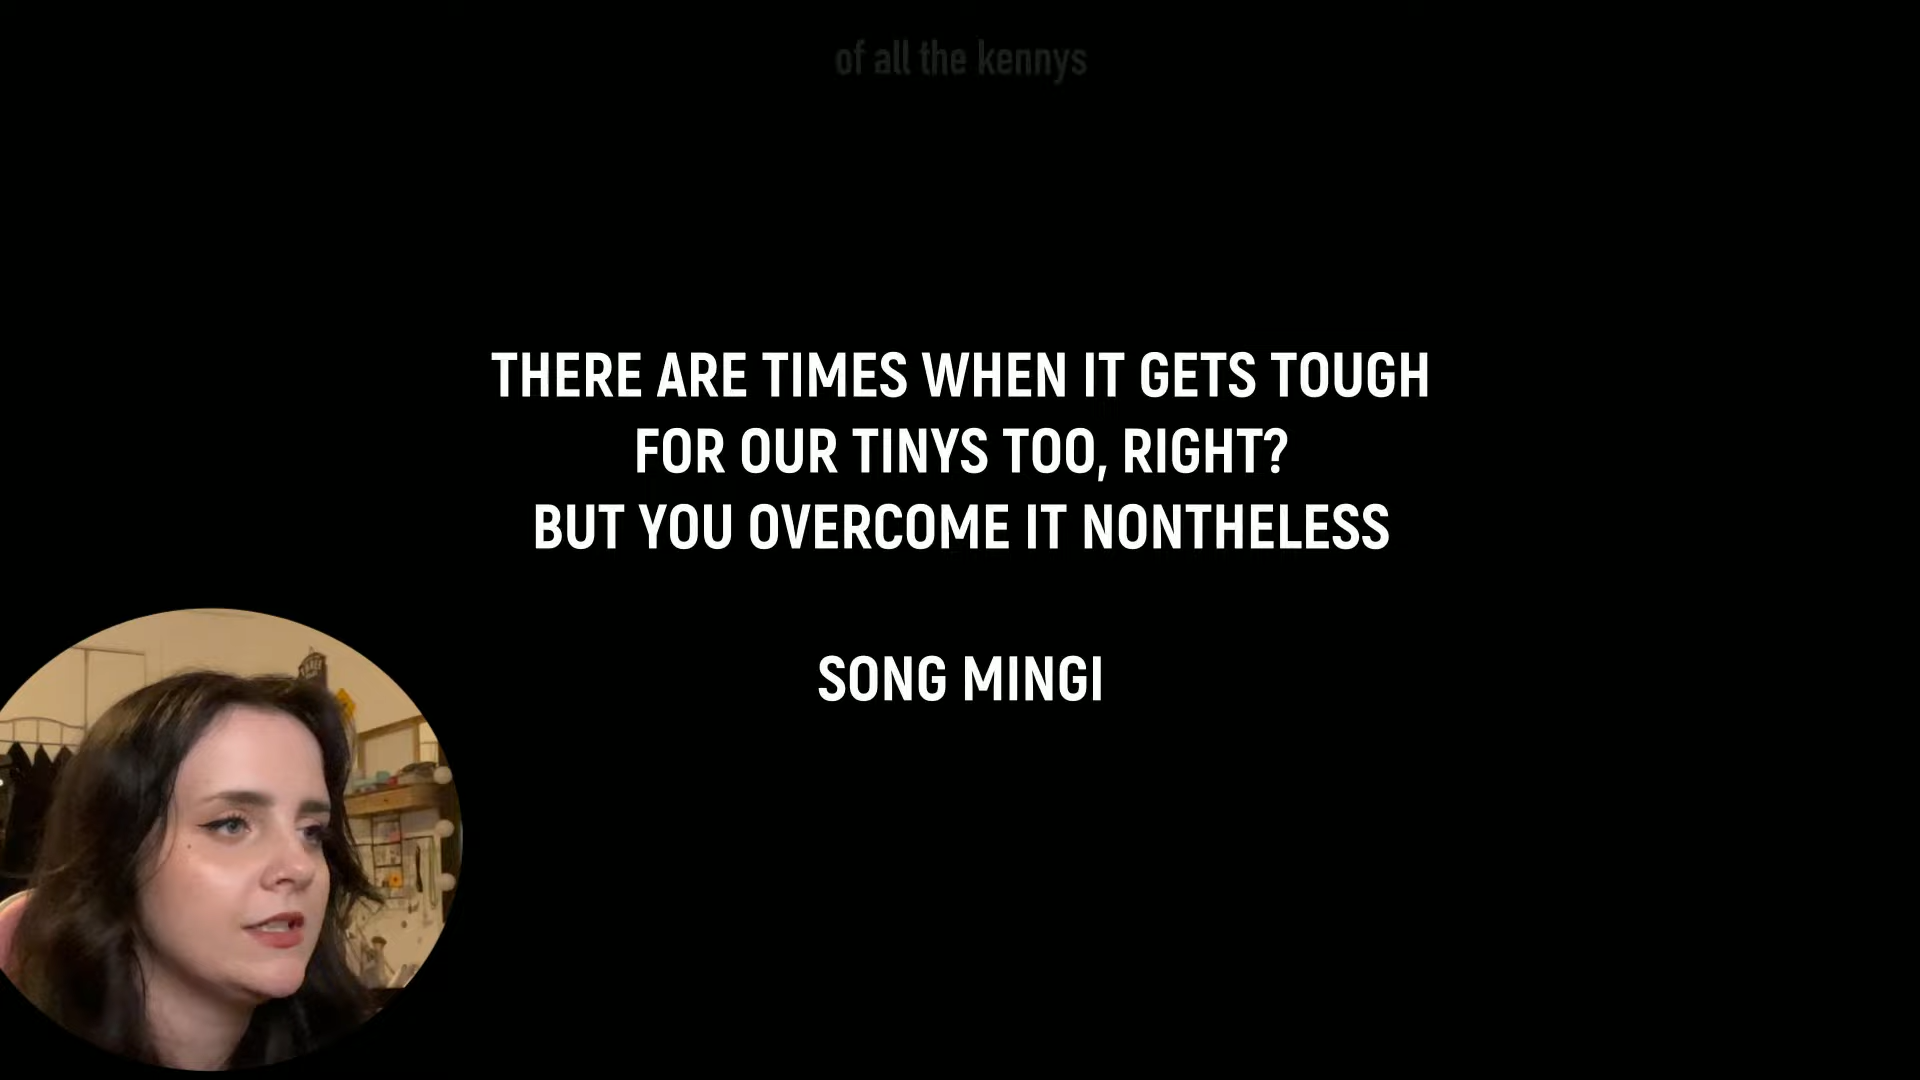 of all the kennys
THERE ARE TIMES WHEN IT GETS TOUGH
FOR OUR TINYS TOO, RIGHT?
BUT YOU OVERCOME IT NONTHELESS
SONG MINGI